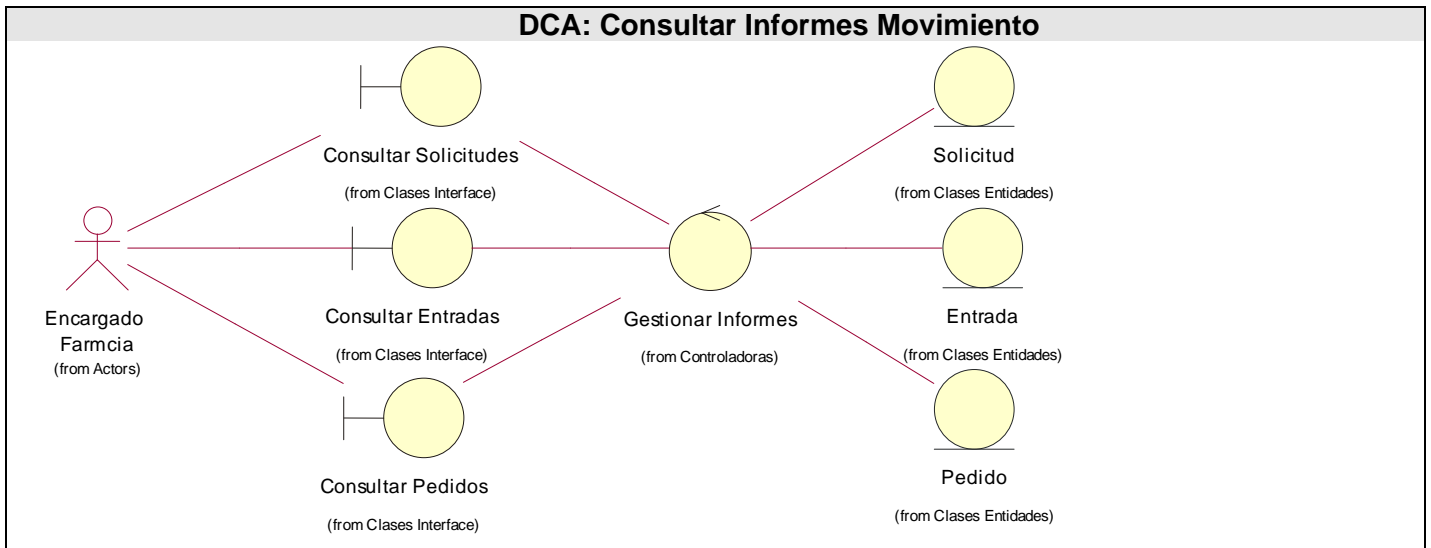 DCA: Consultar Informes Movimiento
Consultar Solicitudes
(from Clases Interface)
Solicitud
(from Clases Entidades)
Encargado
Farmcia
(from Actors)
Consultar Entradas
(from Clases Interface)
Gestionar Informes
(from Controladoras)
Entrada
(from Clases Entidades)
Consultar Pedidos
(from Clases Interface)
Pedido
(from Clases Entidades)